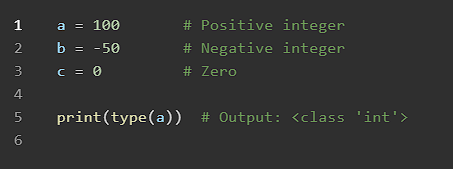 1 a = 100 # Positive integer
2 b = -50 # Negative integer
3 c = 0 # Zero
4
5 print(type(a)) # Output: <class 'int'>
6